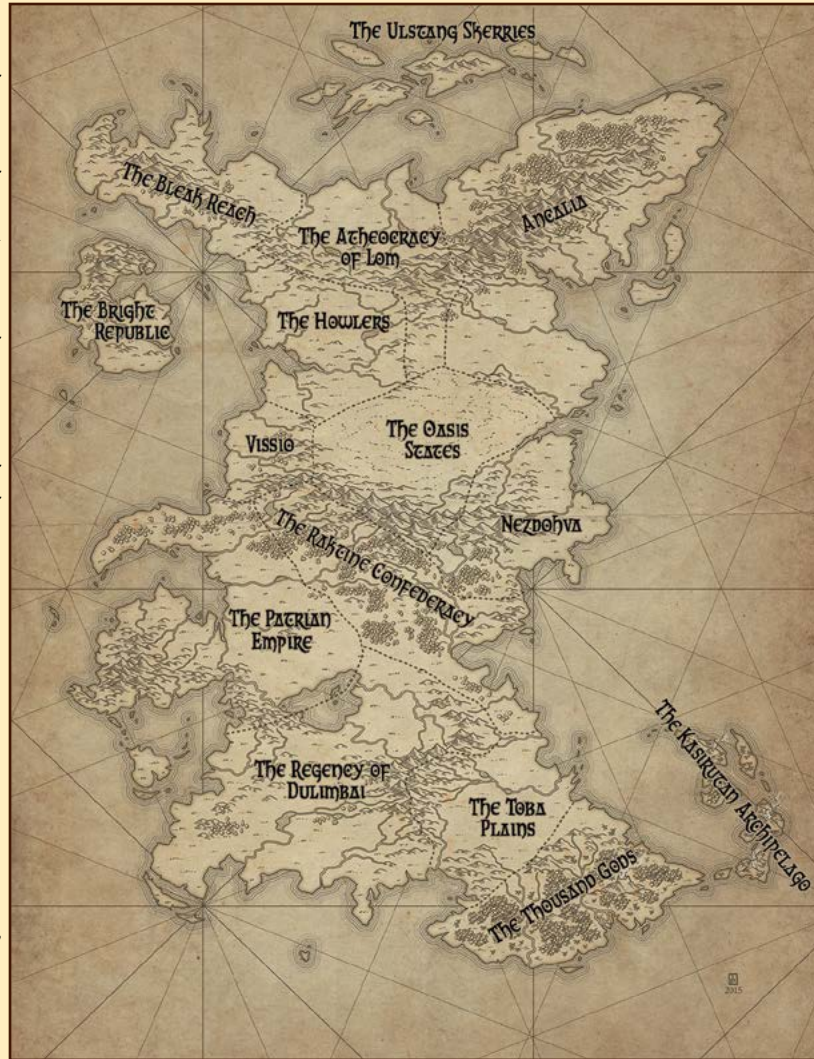 The Ulstang Skerries
The Bleak Reach
Ancalia
The Atheocracy
of Lom
The Bright
Republic
The Howlers
Vissio
The Oasis
States
Nezdohva
The Raktine Confederacy
The Patrian
Empire
The Kasirutan Archipelago
The Regency of
Dulimbai
The Toba
Plains
The Thousand Gods
2015